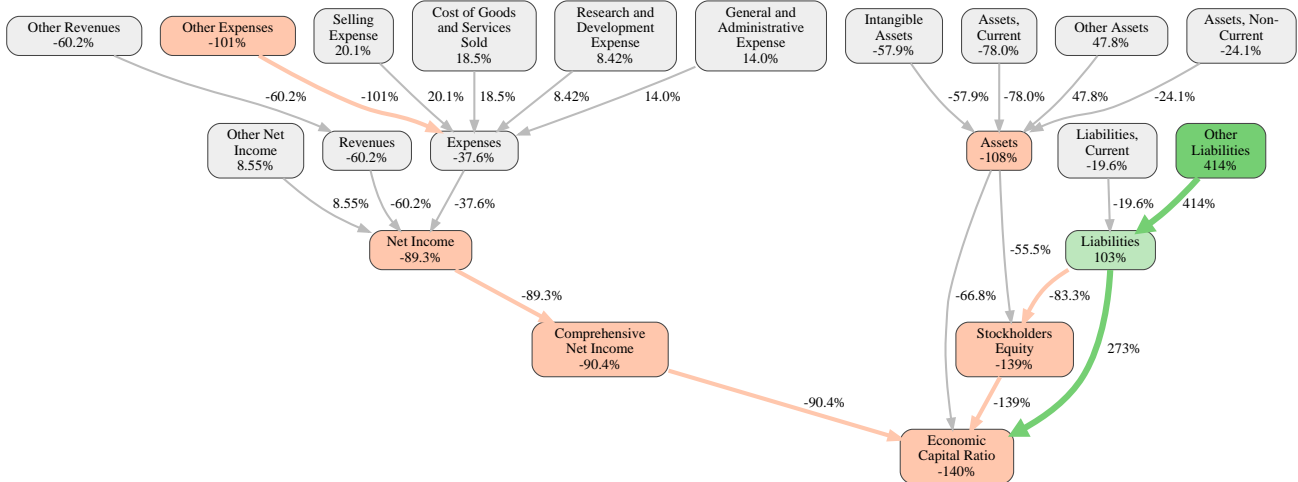 Other Revenues
-60.2%
Other Expenses
-101%
Selling
Expense
20.1%
Cost of Goods
and Services
Sold
18.5%
Research and
Development
Expense
8.42%
General and
Administrative
Expense
14.0%
Intangible
Assets
-57.9%
Assets,
Current
-78.0%
Other Assets
47.8%
Assets, Non-
Current
-24.1%
-60.2%
-101%
20.1%
18.5%
8.42%
14.0%
-57.9%
-78.0%
47.8%
-24.1%
Other Net
Income
8.55%
Revenues
-60.2%
Expenses
-37.6%
Assets
-108%
Liabilities,
Current
-19.6%
Other
Liabilities
414%
8.55%
-60.2%
-37.6%
-19.6%
414%
Net Income
-89.3%
-55.5%
Liabilities
103%
-89.3%
-66.8%
-83.3%
Comprehensive
Net Income
-90.4%
Stockholders
Equity
-139%
273%
-90.4%
-139%
Economic
Capital Ratio
-140%